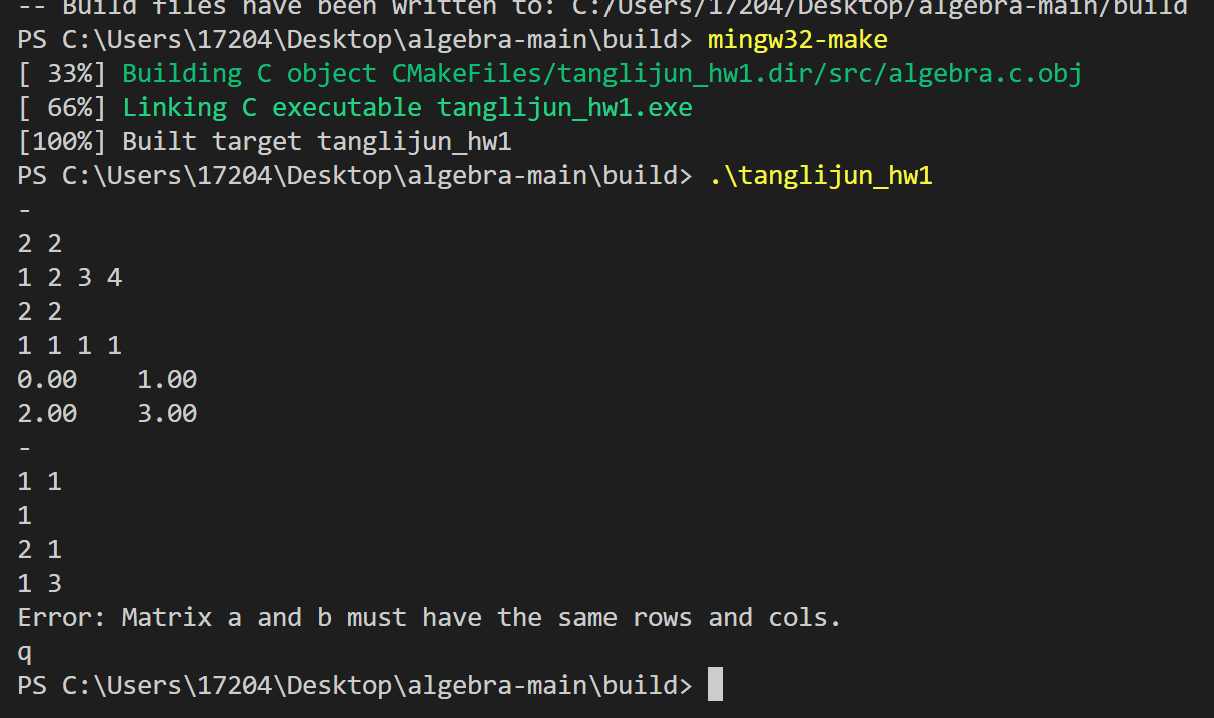 -- Build files have been written to: C:/Users/17204/Desktop/algebra-main/build
PS C:\Users\17204\Desktop\algebra-main\build> mingw32-make
[ 33%] Building C object CMakeFiles/tanglijun_hw1.dir/src/algebra.c.obj
[ 66%] Linking C executable tanglijun_hw1.exe
[100%] Built target tanglijun_hw1
PS C:\Users\17204\Desktop\algebra-main\build> .\tanglijun_hw1
-
2 2
1 2 3 4
2 2
1 1 1 1
0.00    1.00
2.00    3.00
-
1 1
1
2 1
1 3
Error: Matrix a and b must have the same rows and cols.
q
PS C:\Users\17204\Desktop\algebra-main\build>